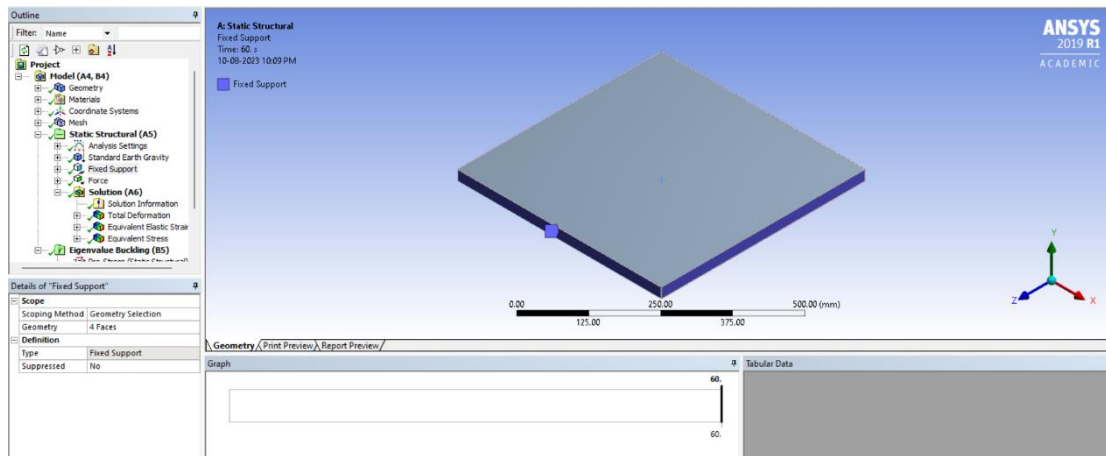 Outline
Filter: Name
Project
Model (A4, B4)
Geometry
Materials
Coordinate Systems
Mesh
Static Structural (A5)
Analysis Settings
Standard Earth Gravity
Fixed Support
Force
Solution (A6)
Solution Information
Total Deformation
Equivalent Elastic Strain
Equivalent Stress
Eigenvalue Buckling (B5)
Details of "Fixed Support"
Scope
Scoping Method Geometry Selection
Geometry 4 Faces
Definition
Type Fixed Support
Suppressed No
A: Static Structural
Fixed Support
Time: 60. s
10-08-2023 10:09 PM
Fixed Support
ANSYS
2019 R1
ACADEMIC
0.00 250.00 500.00 (mm)
125.00 375.00
Y
Z X
Geometry Print Preview Report Preview
Graph
60.
60.
Tabular Data